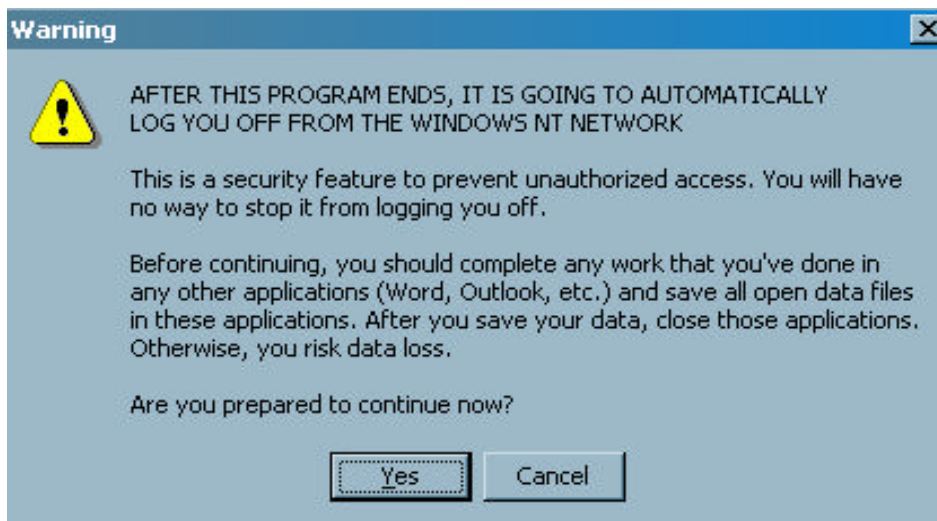 Warning
AFTER THIS PROGRAM ENDS, IT IS GOING TO AUTOMATICALLY
LOG YOU OFF FROM THE WINDOWS NT NETWORK
This is a security feature to prevent unauthorized access. You will have
no way to stop it from logging you off.
Before continuing, you should complete any work that you've done in
any other applications (Word, Outlook, etc.) and save all open data files
in these applications. After you save your data, close those applications.
Otherwise, you risk data loss.
Are you prepared to continue now?
Yes
Cancel